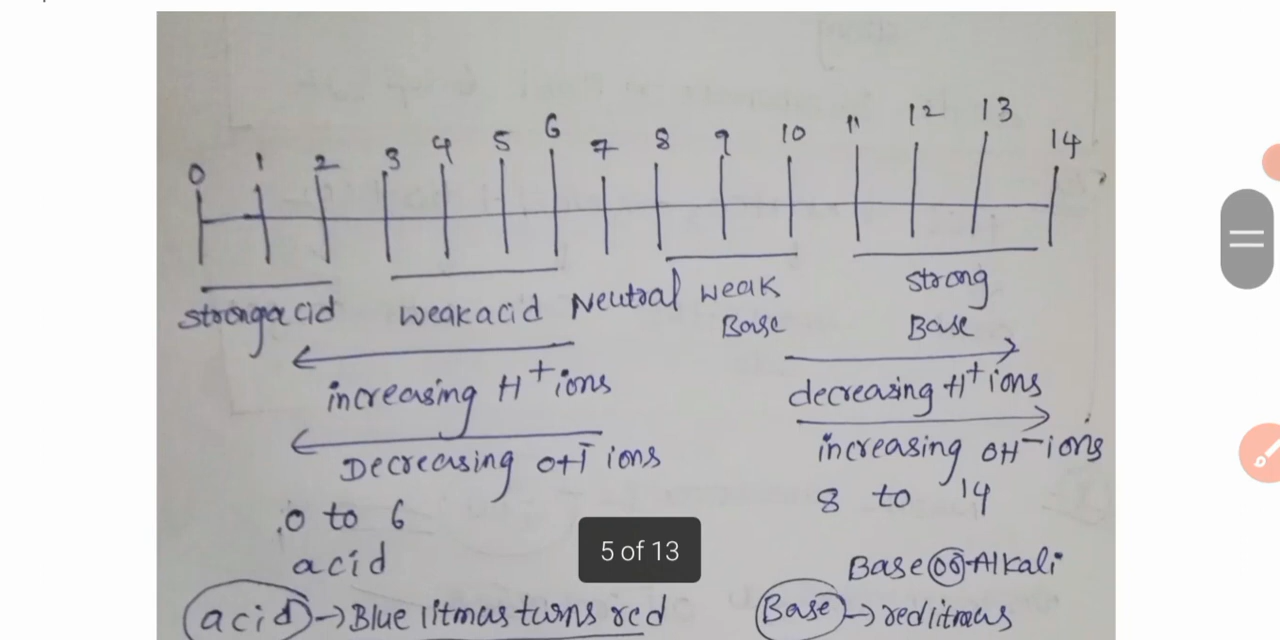 0 1 2 3 4 5 6 7 8 9 10 11 12 13 14
strong acid weak acid Neutral weak Base strong Base
increasing H+ ions decreasing H+ ions
Decreasing OH- ions increasing OH- ions
0 to 6 8 to 14
acid Base (or) Alkali
5 of 13
acid → Blue litmus turns red Base → red litmus